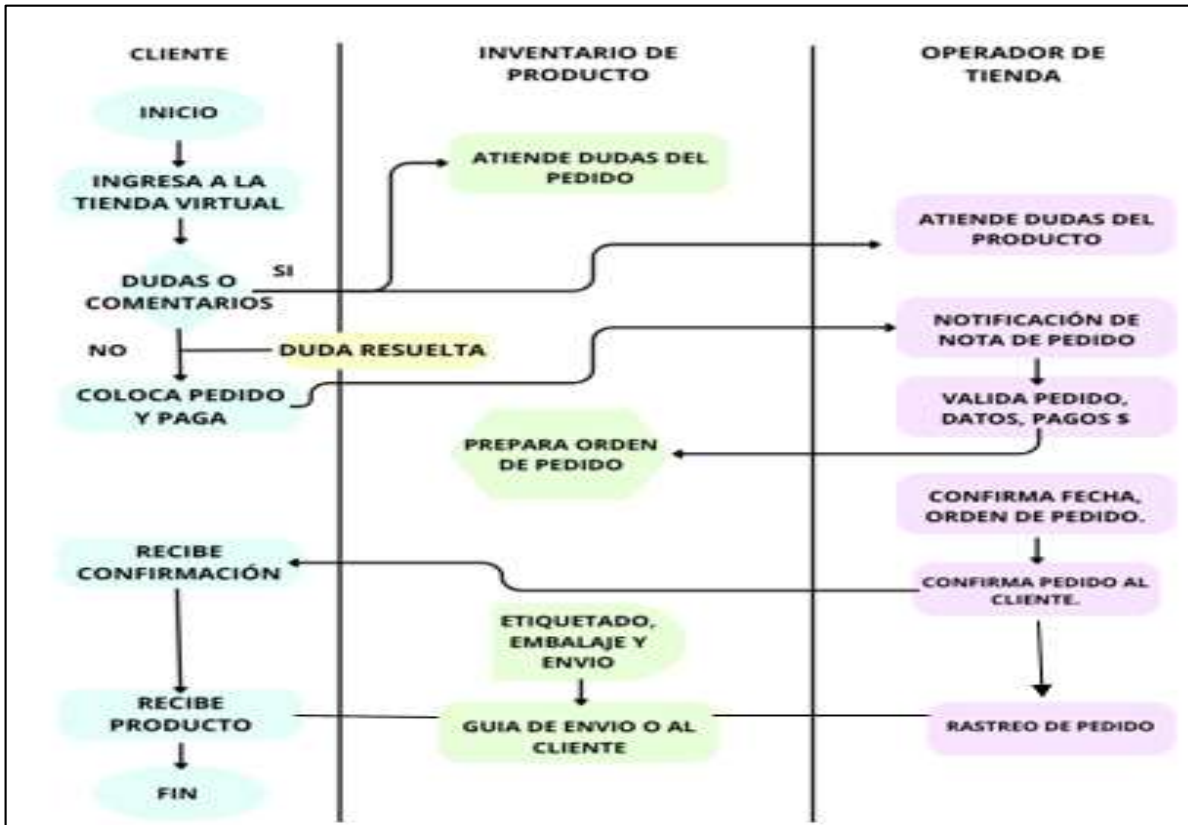 CLIENTE
INVENTARIO DE
PRODUCTO
OPERADOR DE
TIENDA
INICIO
ATIENDE DUDAS DEL
PEDIDO
INGRESA A LA
TIENDA VIRTUAL
ATIENDE DUDAS DEL
PRODUCTO
SI
DUDAS O
COMENTARIOS
NOTIFICACIÓN DE
NOTA DE PEDIDO
NO
DUDA RESUELTA
COLOCA PEDIDO
Y PAGA
VALIDA PEDIDO,
DATOS, PAGOS $
PREPARA ORDEN
DE PEDIDO
CONFIRMA FECHA,
ORDEN DE PEDIDO.
RECIBE
CONFIRMACIÓN
CONFIRMA PEDIDO AL
CLIENTE.
ETIQUETADO,
EMBALAJE Y
ENVIO
RECIBE
PRODUCTO
GUIA DE ENVIO O AL
CLIENTE
RASTREO DE PEDIDO
FIN